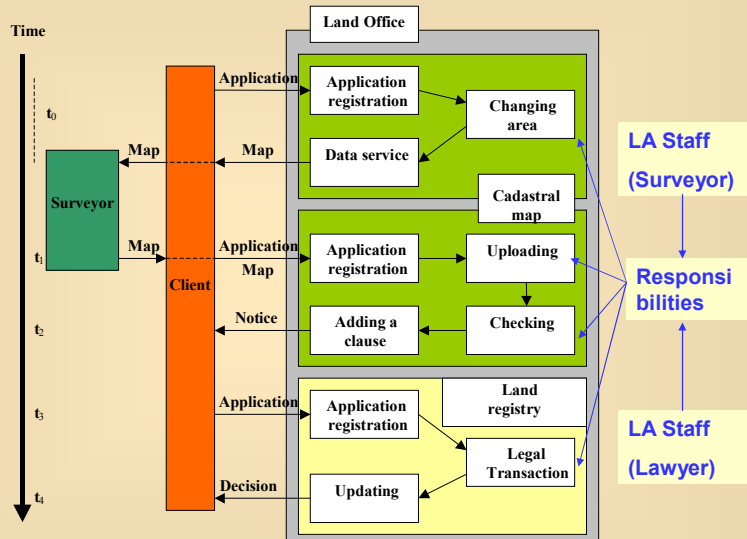 Land Office
Time
Application
Application
registration
Changing
area
t0
LA Staff
(Surveyor)
Map
Map
Data service
Surveyor
Cadastral
map
Map
Application
Map
Application
registration
Uploading
t1
Client
Responsi
bilities
Notice
Adding a
clause
Checking
t2
Land
registry
Application
Application
registration
t3
LA Staff
(Lawyer)
Legal
Transaction
Decision
Updating
t4